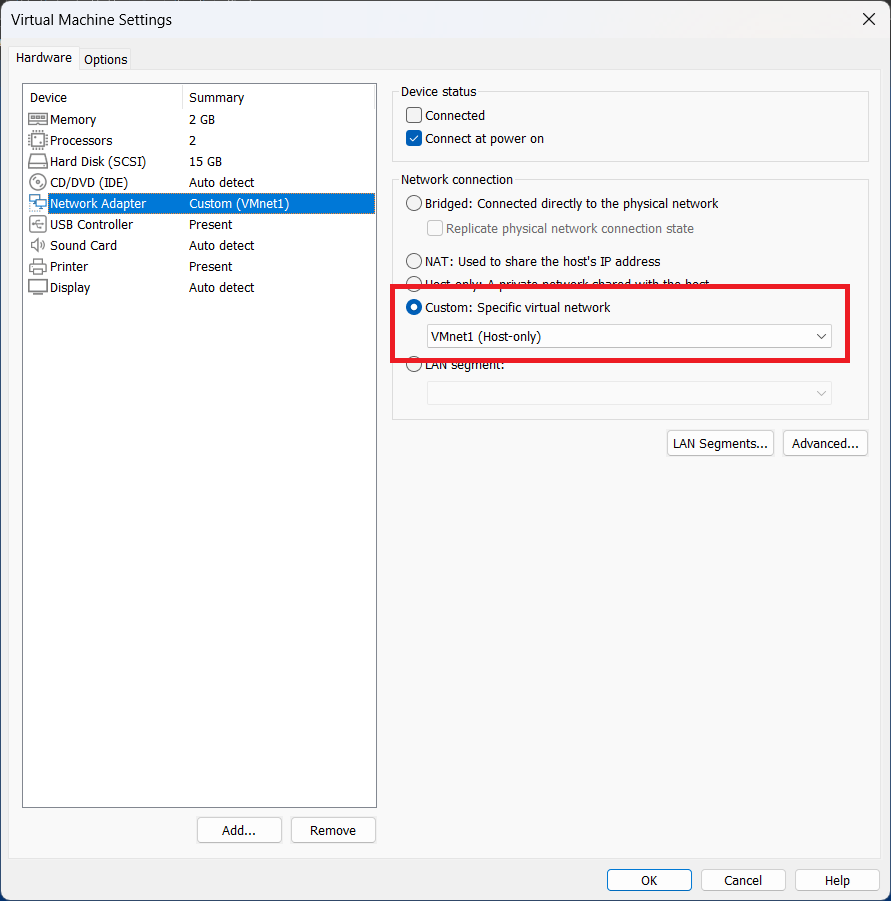 Virtual Machine Settings
Hardware
Options
Device Summary
Memory 2 GB
Processors 2
Hard Disk (SCSI) 15 GB
CD/DVD (IDE) Auto detect
Network Adapter Custom (VMnet1)
USB Controller Present
Sound Card Auto detect
Printer Present
Display Auto detect
Add...
Remove
Device status
Connected
Connect at power on
Network connection
Bridged: Connected directly to the physical network
Replicate physical network connection state
NAT: Used to share the host's IP address
Host-only: A private network shared with the host
Custom: Specific virtual network
VMnet1 (Host-only)
LAN segment:
LAN Segments...
Advanced...
OK
Cancel
Help